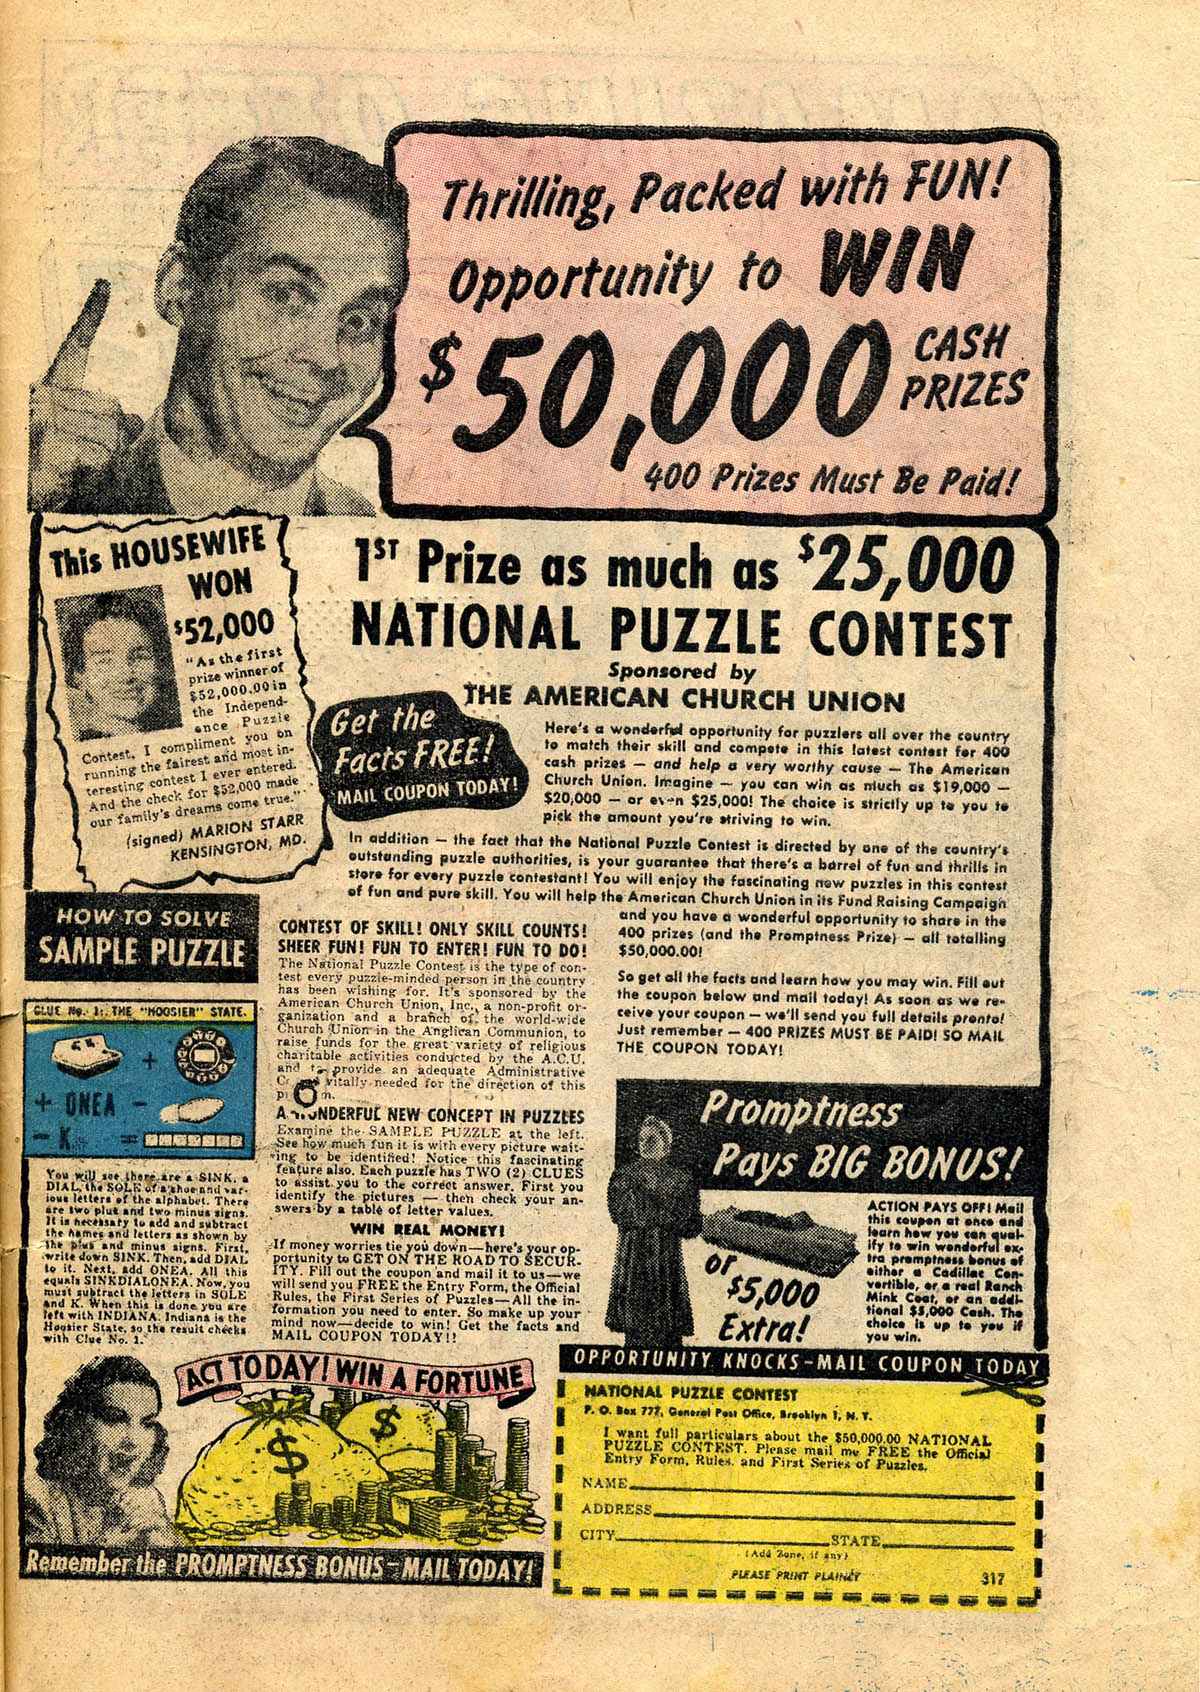 Thrilling, Packed with FUN!
Opportunity to WIN
$50,000 CASH
PRIZES
400 Prizes Must Be Paid!
This HOUSEWIFE
WON
$52,000
"As the first
prize winner of
$52,000.00 in
the Independ-
ence Puzzle
Contest, I compliment you on
running the fairest and most in-
teresting contest I ever entered.
And the check for $52,000 made
our family's dreams come true."
(signed) MARION STARR
KENSINGTON, MD.
1ST Prize as much as $25,000
NATIONAL PUZZLE CONTEST
Sponsored by
THE AMERICAN CHURCH UNION
Get the
Facts FREE!
MAIL COUPON TODAY!
Here's a wonderful opportunity for puzzlers all over the country
to match their skill and compete in this latest contest for 400
cash prizes — and help a very worthy cause — The American
Church Union. Imagine — you can win as much as $19,000 —
$20,000 — or even $25,000! The choice is strictly up to you to
pick the amount you're striving to win.
In addition — the fact that the National Puzzle Contest is directed by one of the country's
outstanding puzzle authorities, is your guarantee that there's a barrel of fun and thrills in
store for every puzzle contestant! You will enjoy the fascinating new puzzles in this contest
of fun and pure skill. You will help the American Church Union in its Fund Raising Campaign
and you have a wonderful opportunity to share in the
400 prizes (and the Promptness Prize) — all totalling
$50,000.00!
So get all the facts and learn how you may win. Fill out
the coupon below and mail today! As soon as we re-
ceive your coupon — we'll send you full details pronto!
Just remember — 400 PRIZES MUST BE PAID! SO MAIL
THE COUPON TODAY!
HOW TO SOLVE
SAMPLE PUZZLE
CLUE No. 1: THE "HOOSIER" STATE.
+
+ ONEA -
- K =
You will see there are a SINK, a
DIAL, the SOLE of a shoe and var-
ious letters of the alphabet. There
are two plus and two minus signs.
It is necessary to add and subtract
the names and letters as shown by
the plus and minus signs. First,
write down SINK. Then, add DIAL
to it. Next, add ONEA. All this
equals SINKDIALONEA. Now, you
must subtract the letters in SOLE
and K. When this is done you are
left with INDIANA. Indiana is the
Hoosier State, so the result checks
with Clue No. 1.
CONTEST OF SKILL! ONLY SKILL COUNTS!
SHEER FUN! FUN TO ENTER! FUN TO DO!
The National Puzzle Contest is the type of con-
test every puzzle-minded person in the country
has been wishing for. It's sponsored by the
American Church Union, Inc., a non-profit or-
ganization and a branch of the world-wide
Church Union in the Anglican Communion, to
raise funds for the great variety of religious
charitable activities conducted by the A.C.U.
and to provide an adequate Administrative
vitally needed for the direction of this
A WONDERFUL NEW CONCEPT IN PUZZLES
Examine the SAMPLE PUZZLE at the left.
See how much fun it is with every picture wait-
ing to be identified! Notice this fascinating
feature also. Each puzzle has TWO (2) CLUES
to assist you to the correct answer. First you
identify the pictures — then check your an-
swers by a table of letter values.
WIN REAL MONEY!
If money worries tie you down—here's your op-
portunity to GET ON THE ROAD TO SECUR-
ITY. Fill out the coupon and mail it to us—we
will send you FREE the Entry Form, the Official
Rules, the First Series of Puzzles—All the in-
formation you need to enter. So make up your
mind now—decide to win! Get the facts and
MAIL COUPON TODAY!!
Promptness
Pays BIG BONUS!
or
$5,000
Extra!
ACTION PAYS OFF! Mail
this coupon at once and
learn how you can qual-
ify to win wonderful ex-
tra promptness bonus of
either a Cadillac Con-
vertible, or a real Ranch
Mink Coat, or an addi-
tional $5,000 Cash. The
choice is up to you if
you win.
ACT TODAY! WIN A FORTUNE
$
$
Remember the PROMPTNESS BONUS—MAIL TODAY!
OPPORTUNITY KNOCKS—MAIL COUPON TODAY
NATIONAL PUZZLE CONTEST
P. O. Box 777, General Post Office, Brooklyn 1, N. Y.
I want full particulars about the $50,000.00 NATIONAL
PUZZLE CONTEST. Please mail me FREE the Official
Entry Form, Rules, and First Series of Puzzles.
NAME
ADDRESS
CITY STATE
(Add Zone, if any)
PLEASE PRINT PLAINLY 317